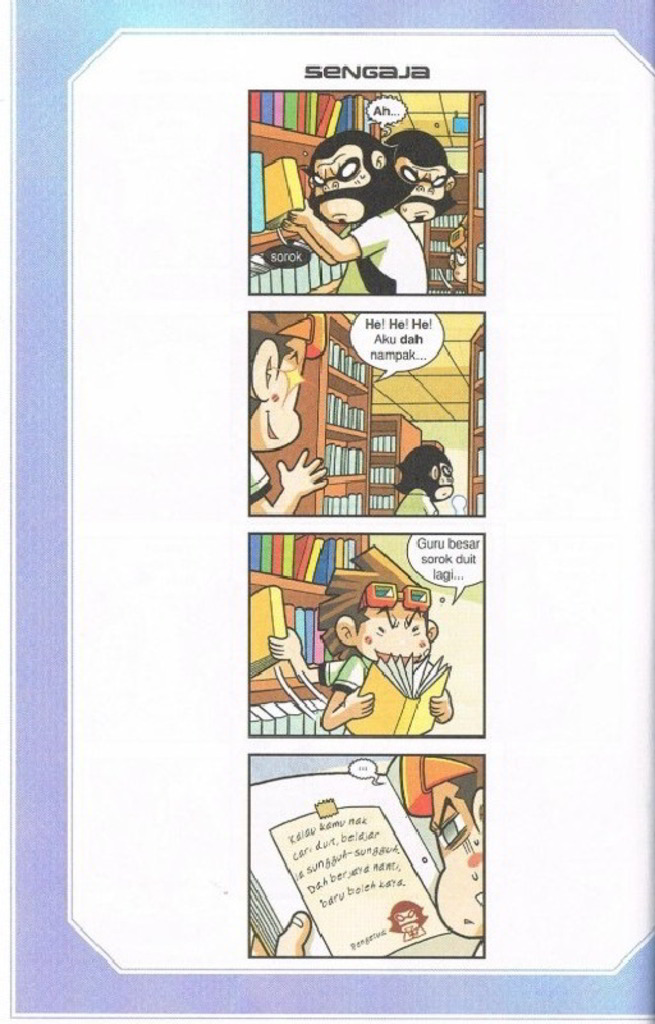 SENGAJA
Ah...
sorok
He! He! He!
Aku dah
nampak...
Guru besar
sorok duit
lagi...
...
Kalau kamu nak
cari duit, belajar
la sungguh-sungguh.
Dah berjaya nanti,
baru boleh kaya.
Pengetua